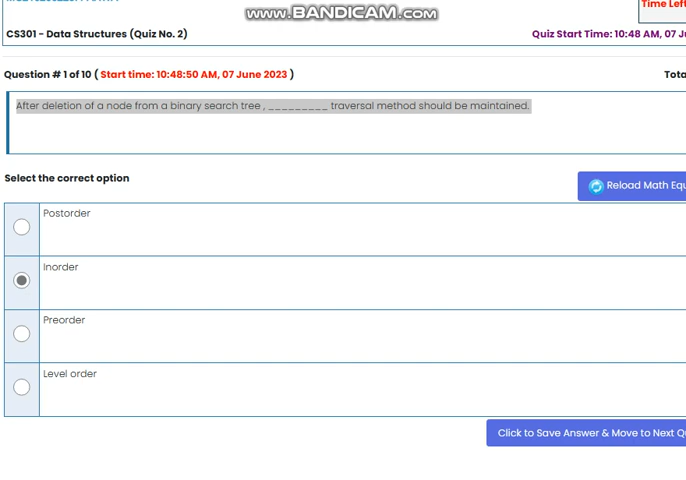 Time Left
WWW.BANDICAM.COM
CS301 - Data Structures (Quiz No. 2)
Quiz Start Time: 10:48 AM, 07 Ju
Question # 1 of 10 ( Start time: 10:48:50 AM, 07 June 2023 )
Tota
After deletion of a node from a binary search tree , _________ traversal method should be maintained.
Select the correct option
Reload Math Equ
Postorder
Inorder
Preorder
Level order
Click to Save Answer & Move to Next Q